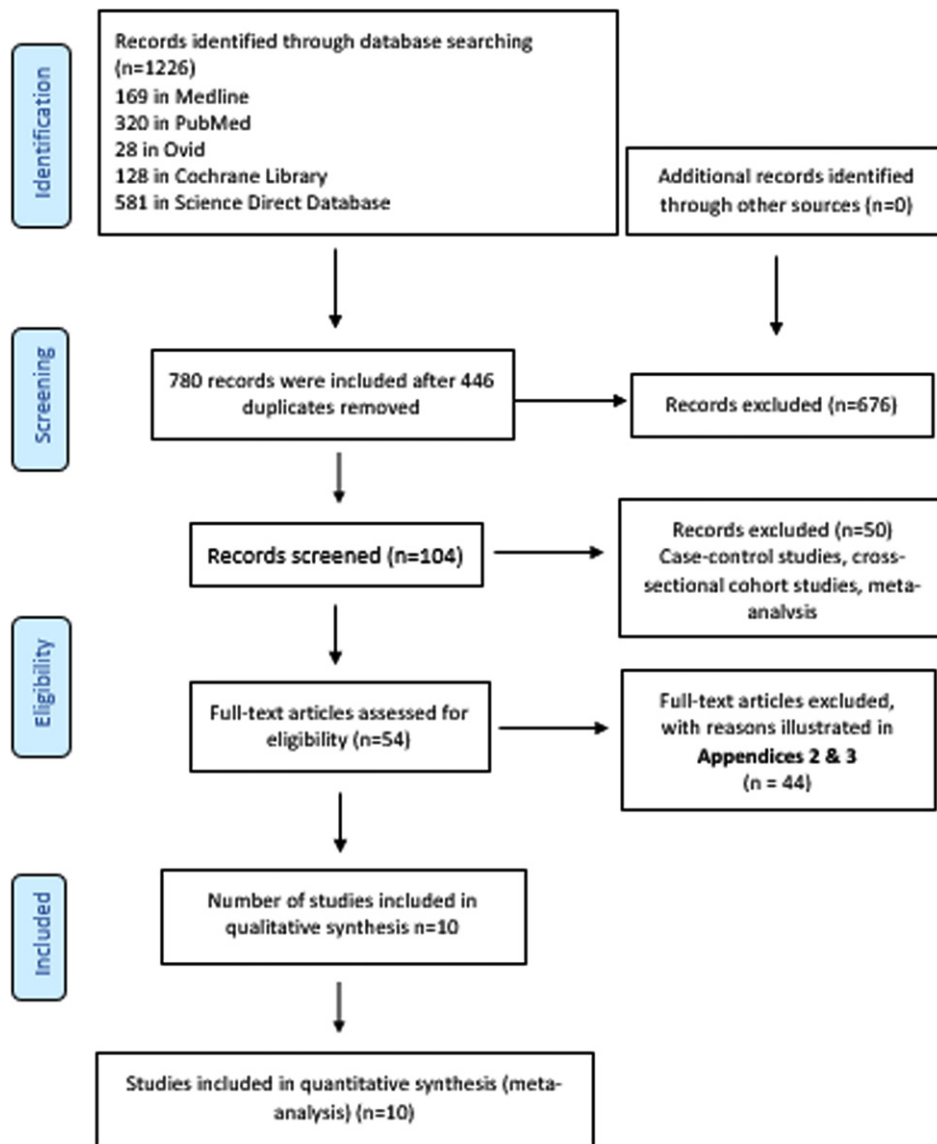 Identification
Records identified through database searching
(n=1226)
169 in Medline
320 in PubMed
28 in Ovid
128 in Cochrane Library
581 in Science Direct Database
Additional records identified
through other sources (n=0)
Screening
780 records were included after 446
duplicates removed
Records excluded (n=676)
Records screened (n=104)
Records excluded (n=50)
Case-control studies, cross-
sectional cohort studies, meta-
analysis
Eligibility
Full-text articles assessed for
eligibility (n=54)
Full-text articles excluded,
with reasons illustrated in
Appendices 2 & 3
(n = 44)
Included
Number of studies included in
qualitative synthesis n=10
Studies included in quantitative synthesis (meta-
analysis) (n=10)